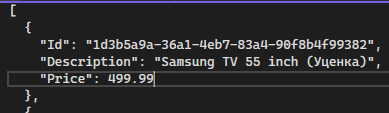 [
{
"Id": "1d3b5a9a-36a1-4eb7-83a4-90f8b4f99382",
"Description": "Samsung TV 55 inch (Уценка)",
"Price": 499.99
},
{